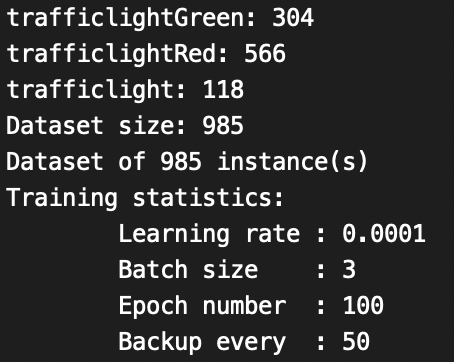 trafficlightGreen: 304
trafficlightRed: 566
trafficlight: 118
Dataset size: 985
Dataset of 985 instance(s)
Training statistics:
Learning rate : 0.0001
Batch size    : 3
Epoch number  : 100
Backup every  : 50